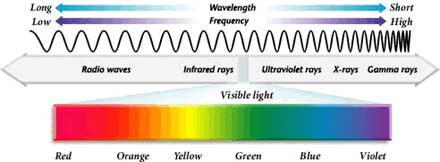 Long Wavelength Short
Low Frequency High
Radio waves Infrared rays Ultraviolet rays X-rays Gamma rays
Visible light
Red Orange Yellow Green Blue Violet